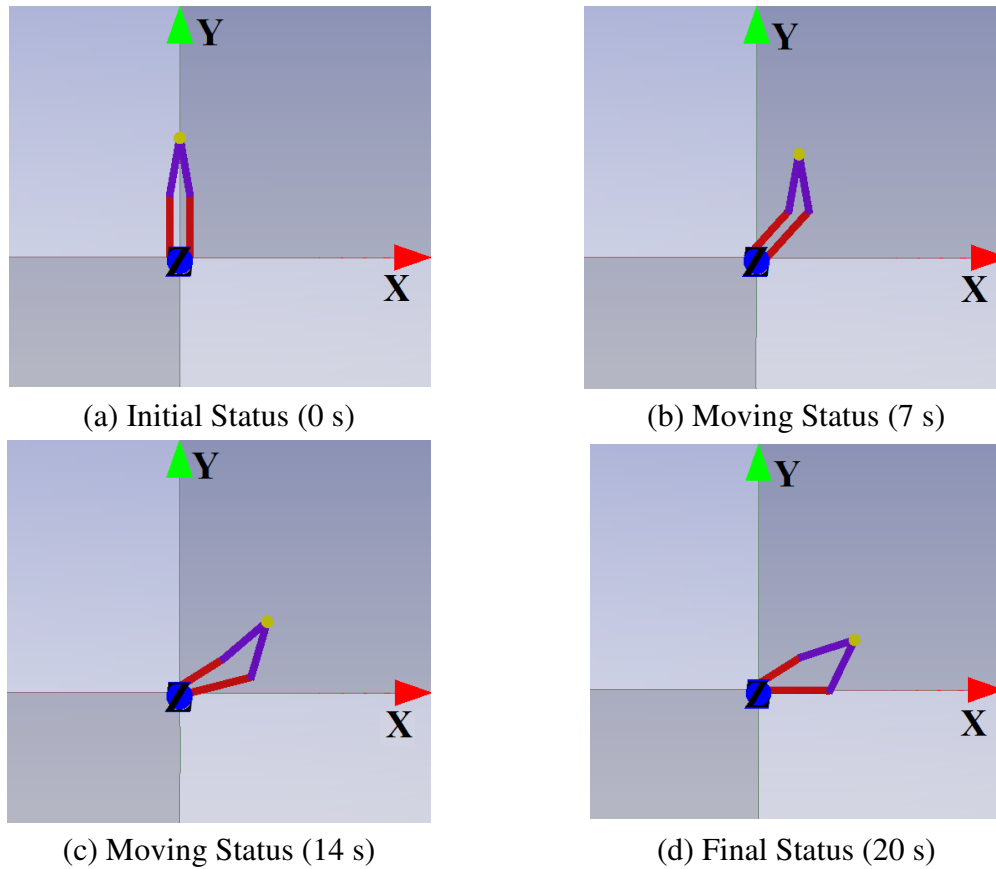 Y
X
Z
(a) Initial Status (0 s)
Y
X
Z
(b) Moving Status (7 s)
Y
X
Z
(c) Moving Status (14 s)
Y
X
Z
(d) Final Status (20 s)